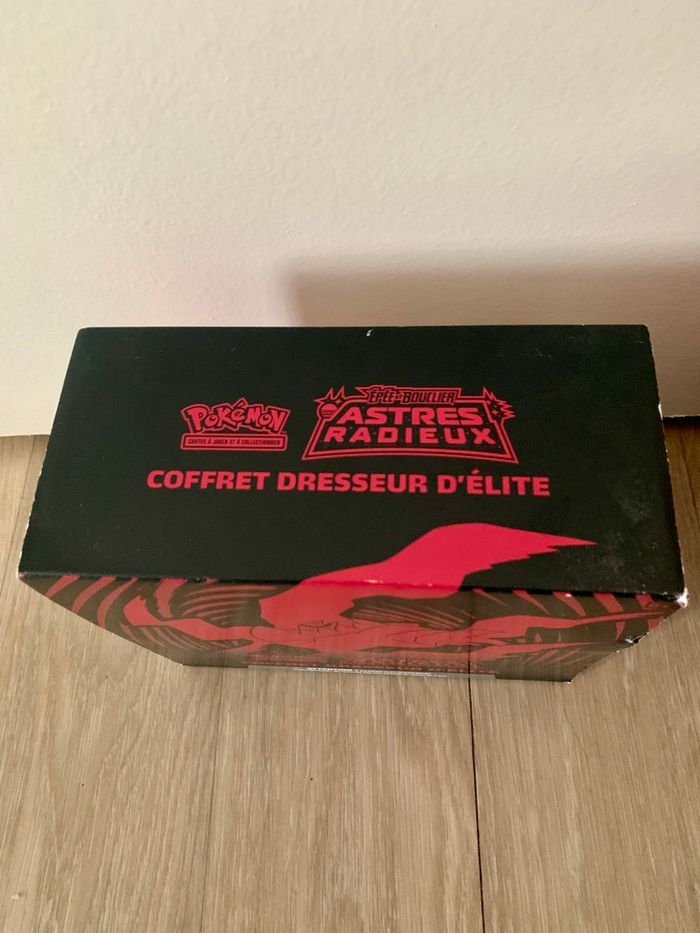 Pokémon
CARTES À JOUER ET À COLLECTIONNER
ÉPÉE ET BOUCLIER
ASTRES
RADIEUX
COFFRET DRESSEUR D'ÉLITE